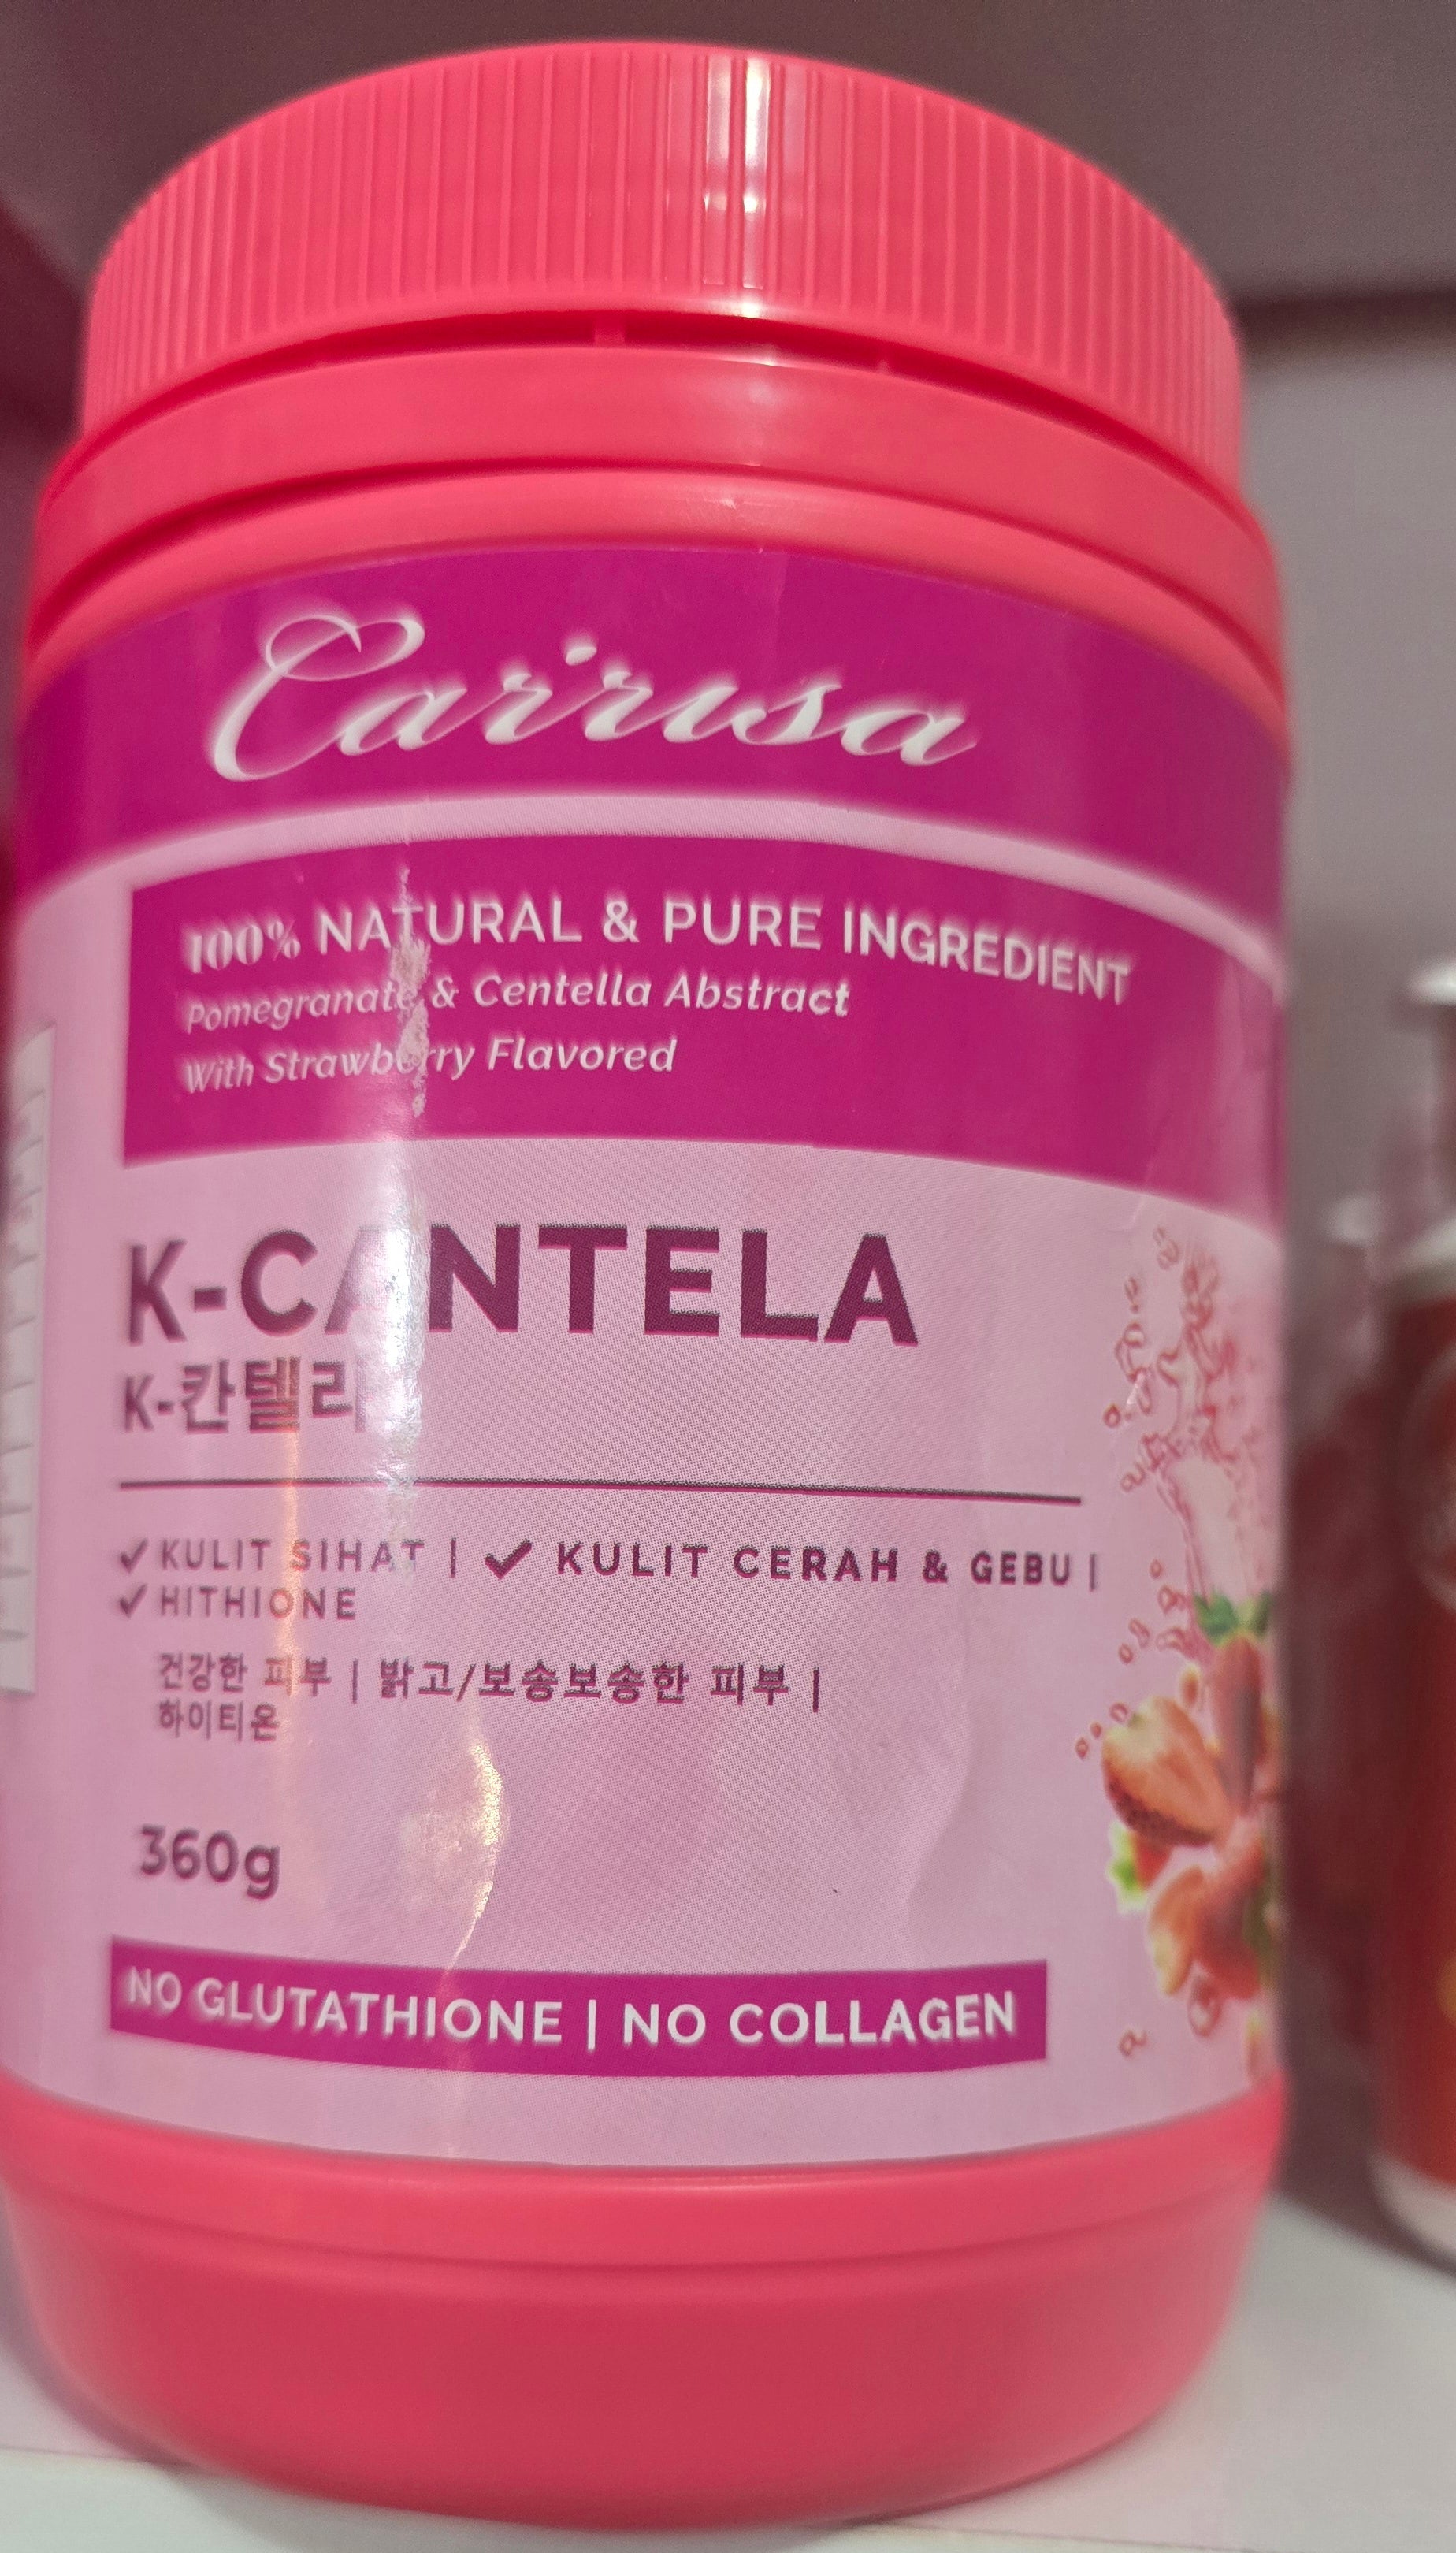 Cairusa
100% NATURAL & PURE INGREDIENT
Pomegranate & Centella Abstract
With Strawberry Flavored
K-CANTELA
K-칸텔라
✓ KULIT SIHAT | ✓ KULIT CERAH & GEBU |
✓ HITHIONE
건강한 피부 | 밝고/보송보송한 피부 |
하이티온
360g
NO GLUTATHIONE | NO COLLAGEN